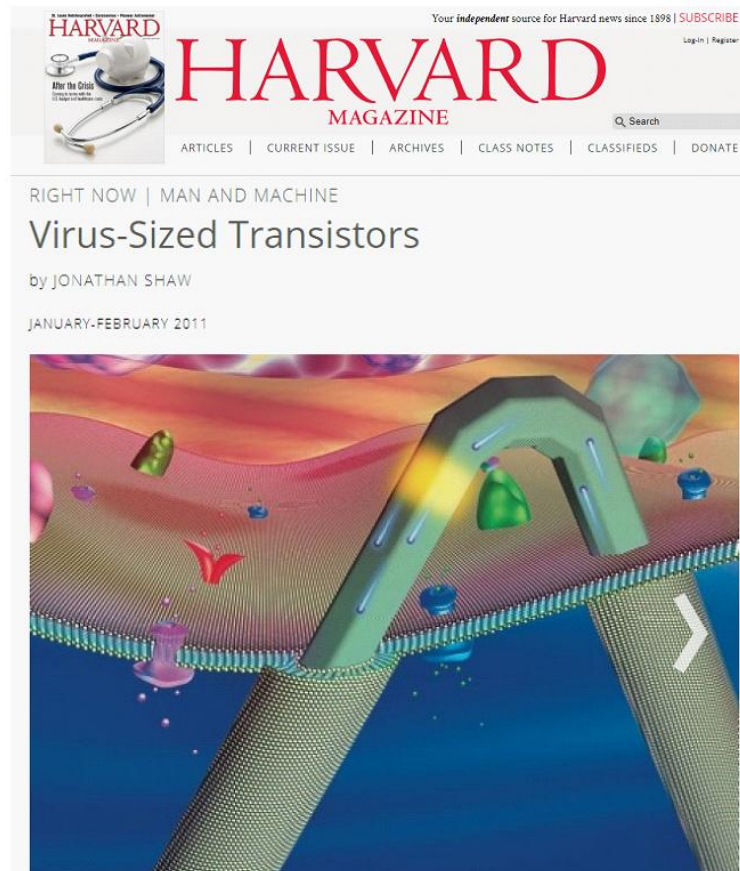 Your independent source for Harvard news since 1898 | SUBSCRIBE
Log-In | Register
HARVARD
MAGAZINE
After the Crisis
HARVARD
MAGAZINE
Search
ARTICLES | CURRENT ISSUE | ARCHIVES | CLASS NOTES | CLASSIFIEDS | DONATE
RIGHT NOW | MAN AND MACHINE
Virus-Sized Transistors
by JONATHAN SHAW
JANUARY-FEBRUARY 2011